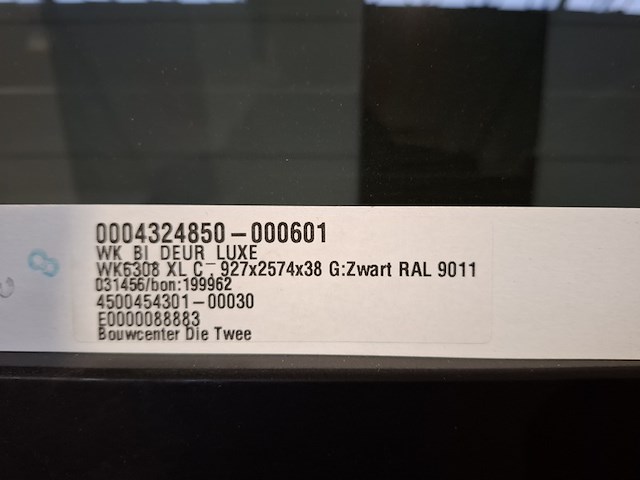 0004324850-000601
WK BI DEUR LUXE
WK6308 XL C , 927x2574x38 G:Zwart RAL 9011
031456/bon:199962
4500454301-00030
E0000088883
Bouwcenter Die Twee
8